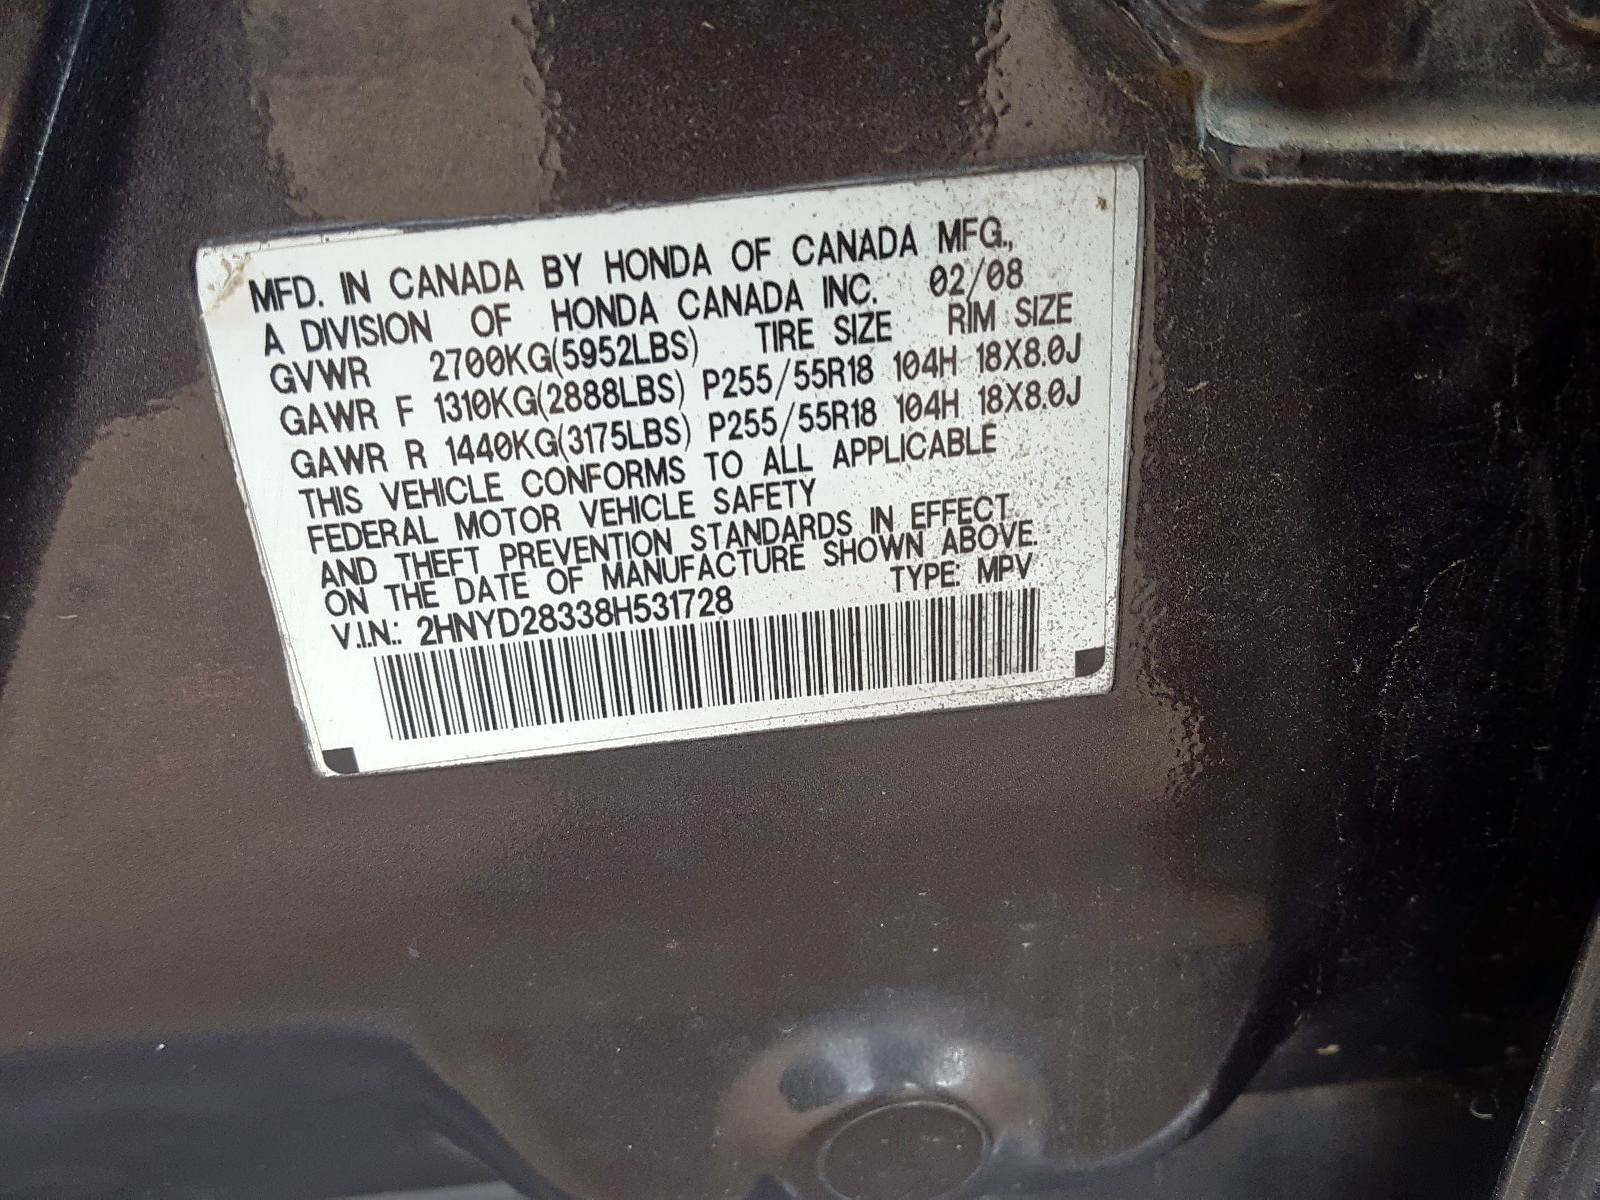 MFD. IN CANADA BY HONDA OF CANADA MFG.,
A DIVISION OF HONDA CANADA INC. 02/08
GVWR 2700KG(5952LBS) TIRE SIZE RIM SIZE
GAWR F 1310KG(2888LBS) P255/55R18 104H 18X8.0J
GAWR R 1440KG(3175LBS) P255/55R18 104H 18X8.0J
THIS VEHICLE CONFORMS TO ALL APPLICABLE
FEDERAL MOTOR VEHICLE SAFETY
AND THEFT PREVENTION STANDARDS IN EFFECT
ON THE DATE OF MANUFACTURE SHOWN ABOVE.
V.I.N.: 2HNYD28338H531728 TYPE: MPV